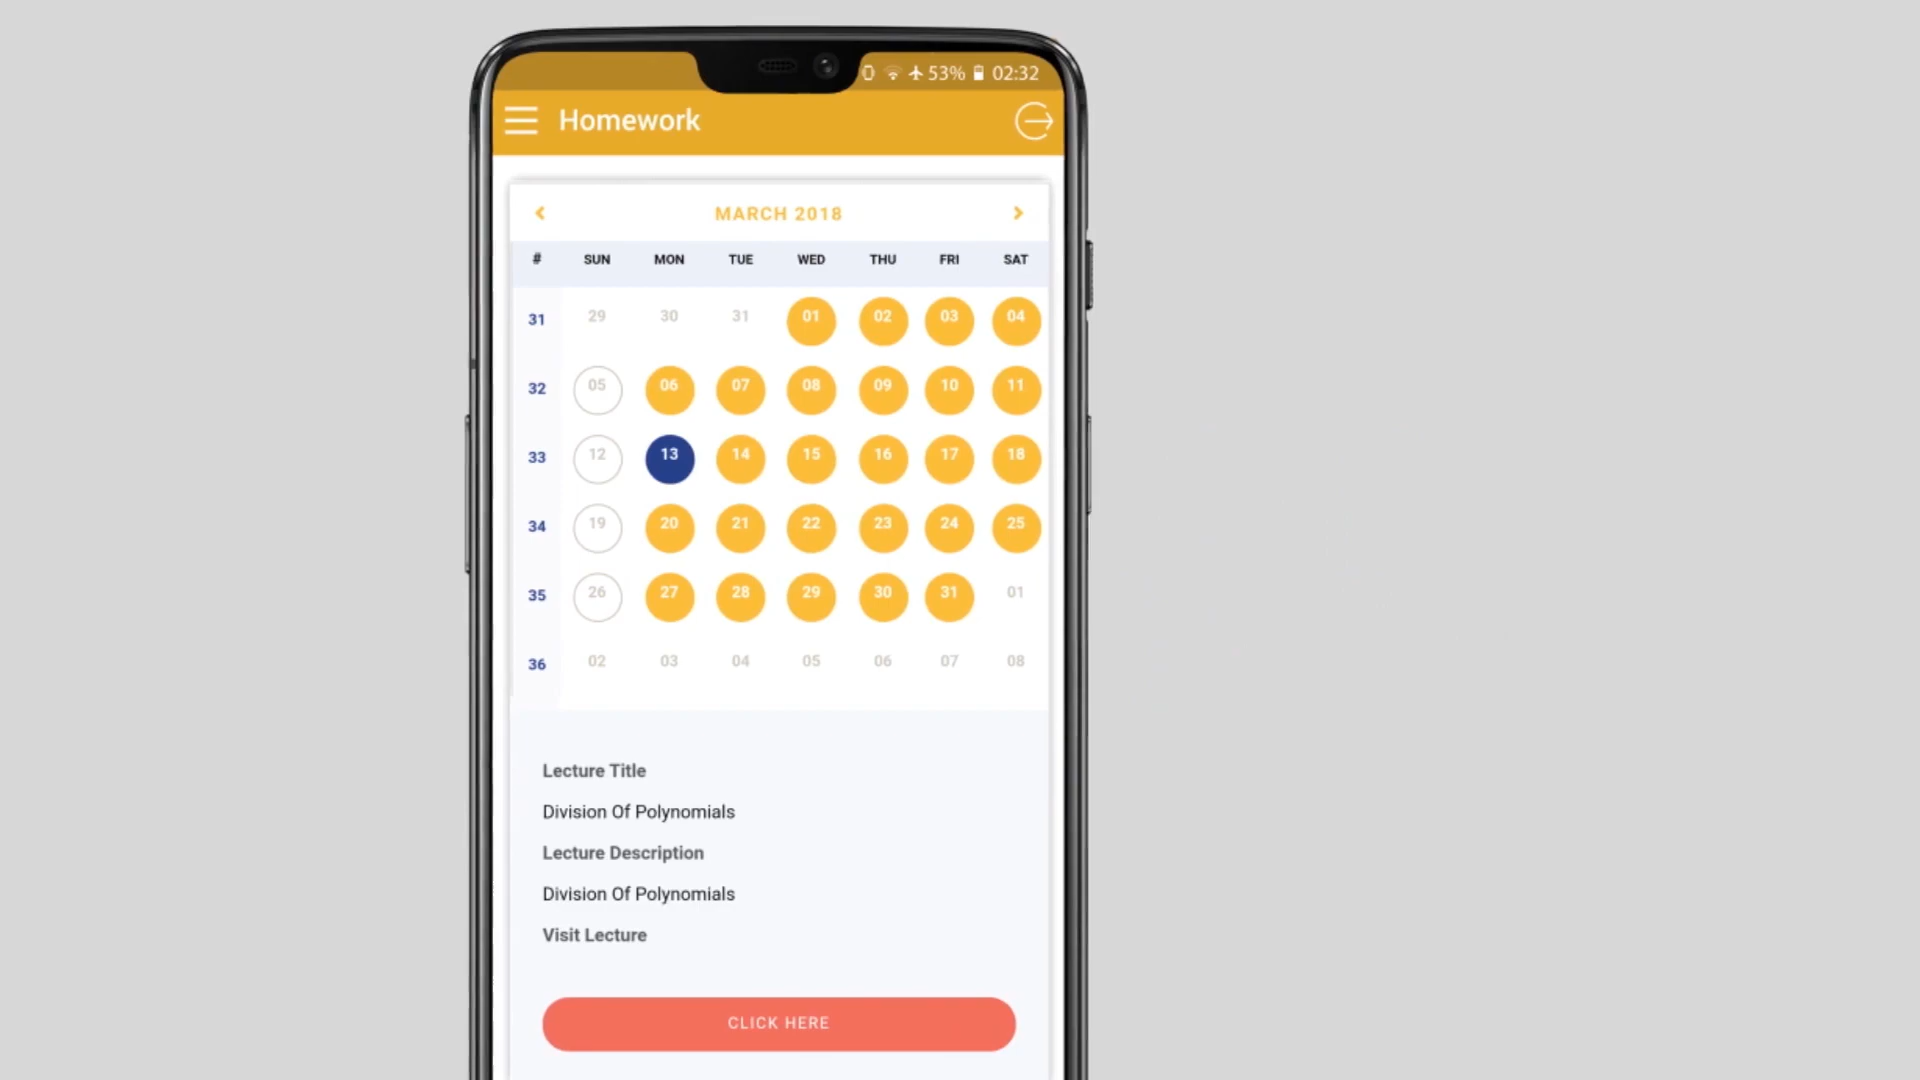 53% 02:32
Homework
MARCH 2018
# SUN MON TUE WED THU FRI SAT
31 29 30 31 01 02 03 04
32 05 06 07 08 09 10 11
33 12 13 14 15 16 17 18
34 19 20 21 22 23 24 25
35 26 27 28 29 30 31 01
36 02 03 04 05 06 07 08
Lecture Title
Division Of Polynomials
Lecture Description
Division Of Polynomials
Visit Lecture
CLICK HERE